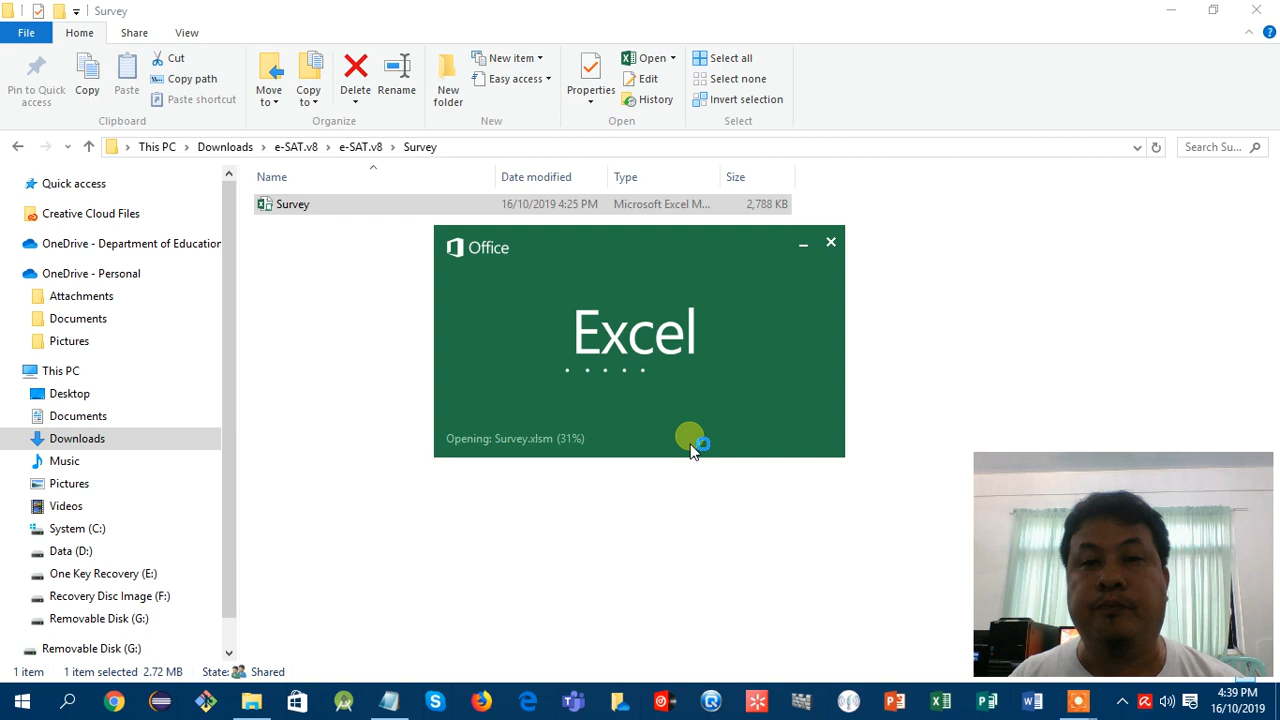 Survey
File Home Share View
Pin to Quick access
Copy
Paste
Cut
Copy path
Paste shortcut
Clipboard
Move to
Copy to
Delete
Rename
Organize
New folder
New item
Easy access
New
Properties
Open
Edit
History
Open
Select all
Select none
Invert selection
Select
This PC Downloads e-SAT.v8 e-SAT.v8 Survey
Search Su...
Name Date modified Type Size
Survey 16/10/2019 4:25 PM Microsoft Excel M... 2,788 KB
Quick access
Creative Cloud Files
OneDrive - Department of Education
OneDrive - Personal
Attachments
Documents
Pictures
This PC
Desktop
Documents
Downloads
Music
Pictures
Videos
System (C:)
Data (D:)
One Key Recovery (E:)
Recovery Disc Image (F:)
Removable Disk (G:)
Removable Disk (G:)
Office
Excel
Opening: Survey.xlsm (31%)
1 item 1 item selected 2.72 MB State: Shared
4:39 PM
16/10/2019